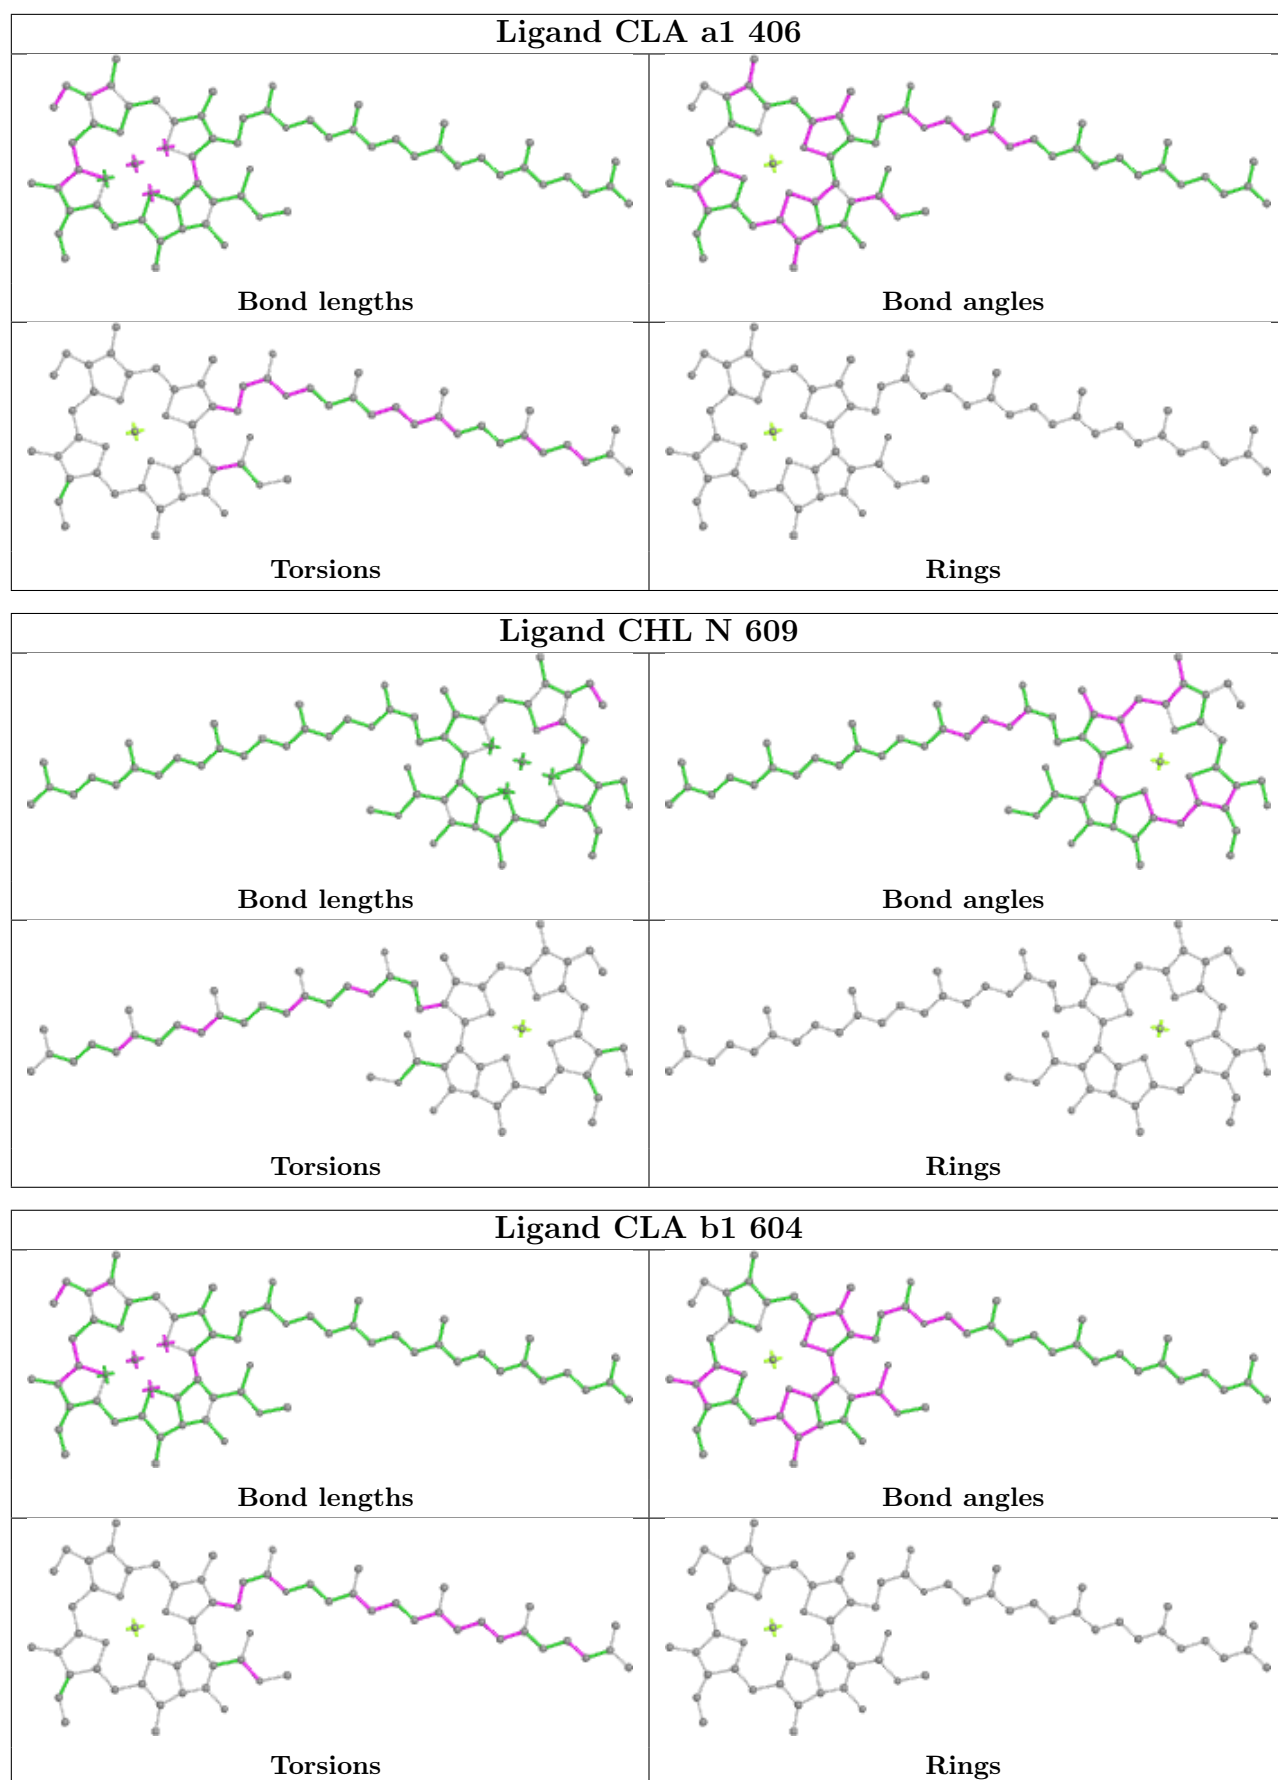 Ligand CLA a1 406
Bond lengths
Bond angles
Torsions
Rings
Ligand CHL N 609
Bond lengths
Bond angles
Torsions
Rings
Ligand CLA b1 604
Bond lengths
Bond angles
Torsions
Rings